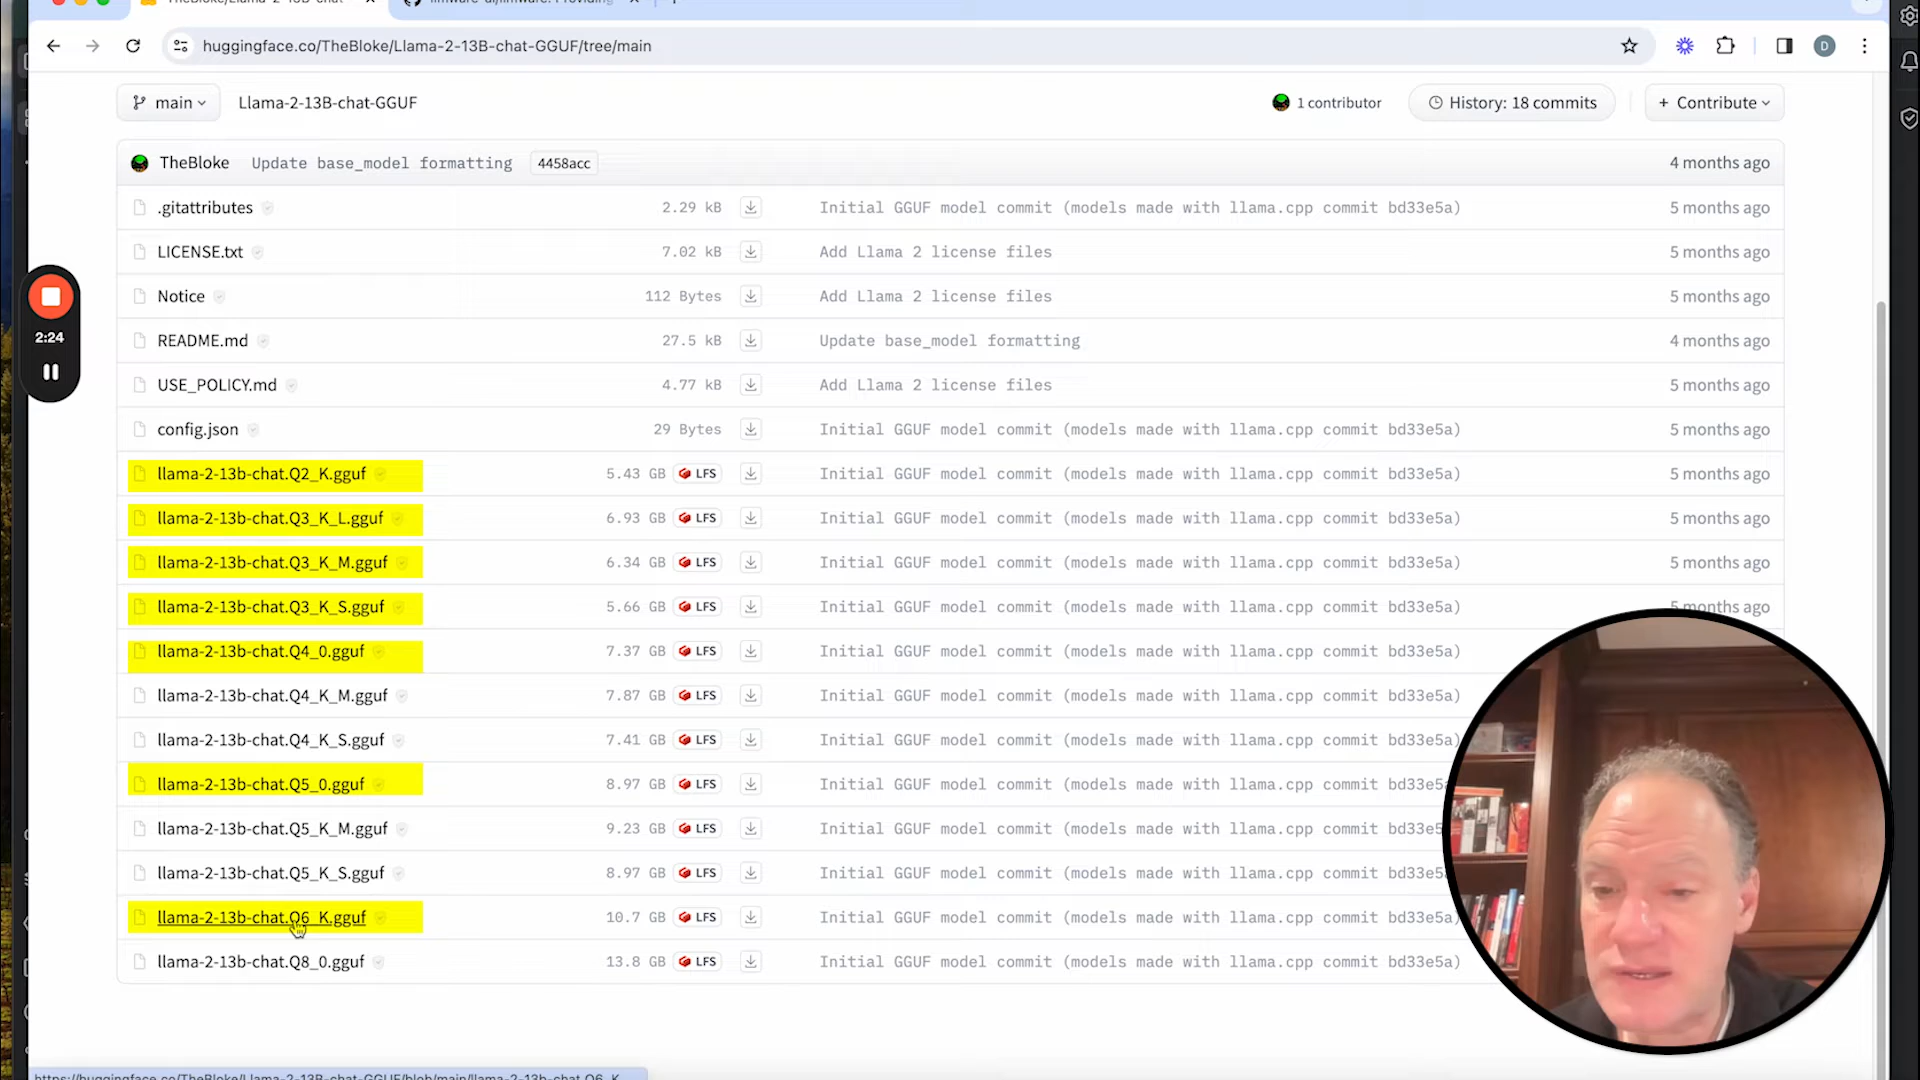 huggingface.co/TheBloke/Llama-2-13B-chat-GGUF/tree/main
D
main
Llama-2-13B-chat-GGUF
1 contributor
History: 18 commits
+ Contribute
TheBloke Update base_model formatting 4458acc 4 months ago
.gitattributes 2.29 kB Initial GGUF model commit (models made with llama.cpp commit bd33e5a) 5 months ago
LICENSE.txt 7.02 kB Add Llama 2 license files 5 months ago
Notice 112 Bytes Add Llama 2 license files 5 months ago
2:24
README.md 27.5 kB Update base_model formatting 4 months ago
USE_POLICY.md 4.77 kB Add Llama 2 license files 5 months ago
config.json 29 Bytes Initial GGUF model commit (models made with llama.cpp commit bd33e5a) 5 months ago
llama-2-13b-chat.Q2_K.gguf 5.43 GB LFS Initial GGUF model commit (models made with llama.cpp commit bd33e5a) 5 months ago
llama-2-13b-chat.Q3_K_L.gguf 6.93 GB LFS Initial GGUF model commit (models made with llama.cpp commit bd33e5a) 5 months ago
llama-2-13b-chat.Q3_K_M.gguf 6.34 GB LFS Initial GGUF model commit (models made with llama.cpp commit bd33e5a) 5 months ago
llama-2-13b-chat.Q3_K_S.gguf 5.66 GB LFS Initial GGUF model commit (models made with llama.cpp commit bd33e5a) 5 months ago
llama-2-13b-chat.Q4_0.gguf 7.37 GB LFS Initial GGUF model commit (models made with llama.cpp commit bd33e5a)
llama-2-13b-chat.Q4_K_M.gguf 7.87 GB LFS Initial GGUF model commit (models made with llama.cpp commit bd33e5a)
llama-2-13b-chat.Q4_K_S.gguf 7.41 GB LFS Initial GGUF model commit (models made with llama.cpp commit bd33e5a)
llama-2-13b-chat.Q5_0.gguf 8.97 GB LFS Initial GGUF model commit (models made with llama.cpp commit bd33e5a)
llama-2-13b-chat.Q5_K_M.gguf 9.23 GB LFS Initial GGUF model commit (models made with llama.cpp commit bd33e5
llama-2-13b-chat.Q5_K_S.gguf 8.97 GB LFS Initial GGUF model commit (models made with llama.cpp commit bd33e5
llama-2-13b-chat.Q6_K.gguf 10.7 GB LFS Initial GGUF model commit (models made with llama.cpp commit bd33e5a)
llama-2-13b-chat.Q8_0.gguf 13.8 GB LFS Initial GGUF model commit (models made with llama.cpp commit bd33e5a)